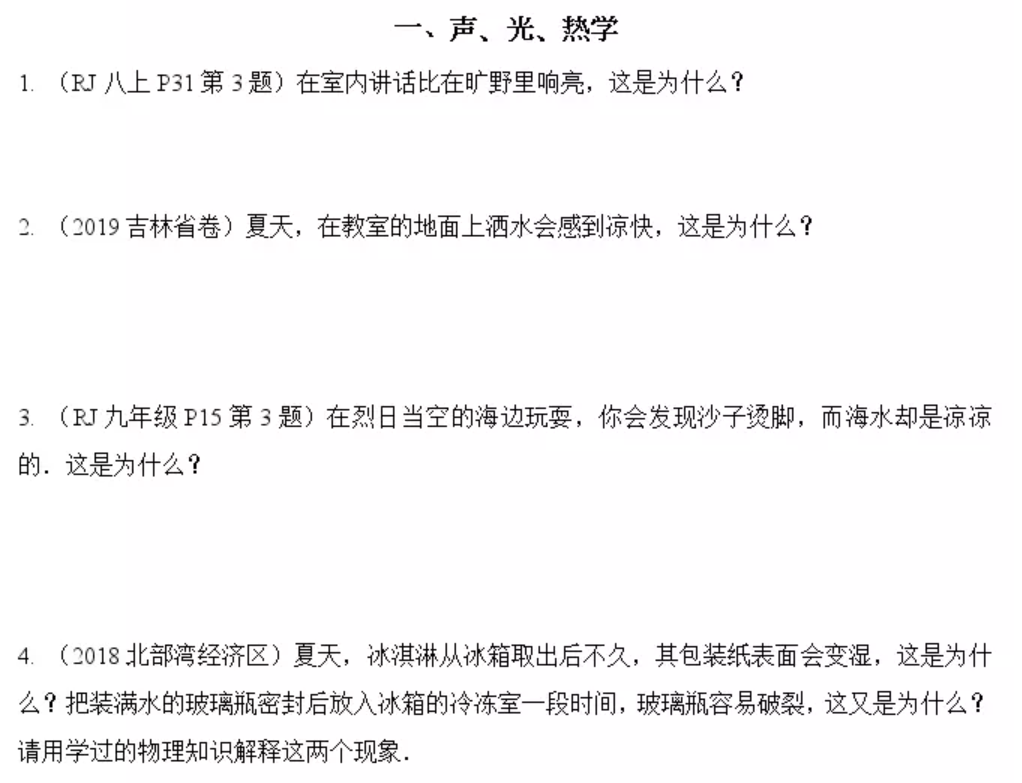 一、声、光、热学
1. （RJ 八上 P31 第 3 题）在室内讲话比在旷野里响亮，这是为什么？
2. （2019 吉林省卷）夏天，在教室的地面上洒水会感到凉快，这是为什么？
3. （RJ 九年级 P15 第 3 题）在烈日当空的海边玩耍，你会发现沙子烫脚，而海水却是凉凉
的．这是为什么？
4. （2018 北部湾经济区）夏天，冰淇淋从冰箱取出后不久，其包装纸表面会变湿，这是为什
么？把装满水的玻璃瓶密封后放入冰箱的冷冻室一段时间，玻璃瓶容易破裂，这又是为什么？
请用学过的物理知识解释这两个现象．